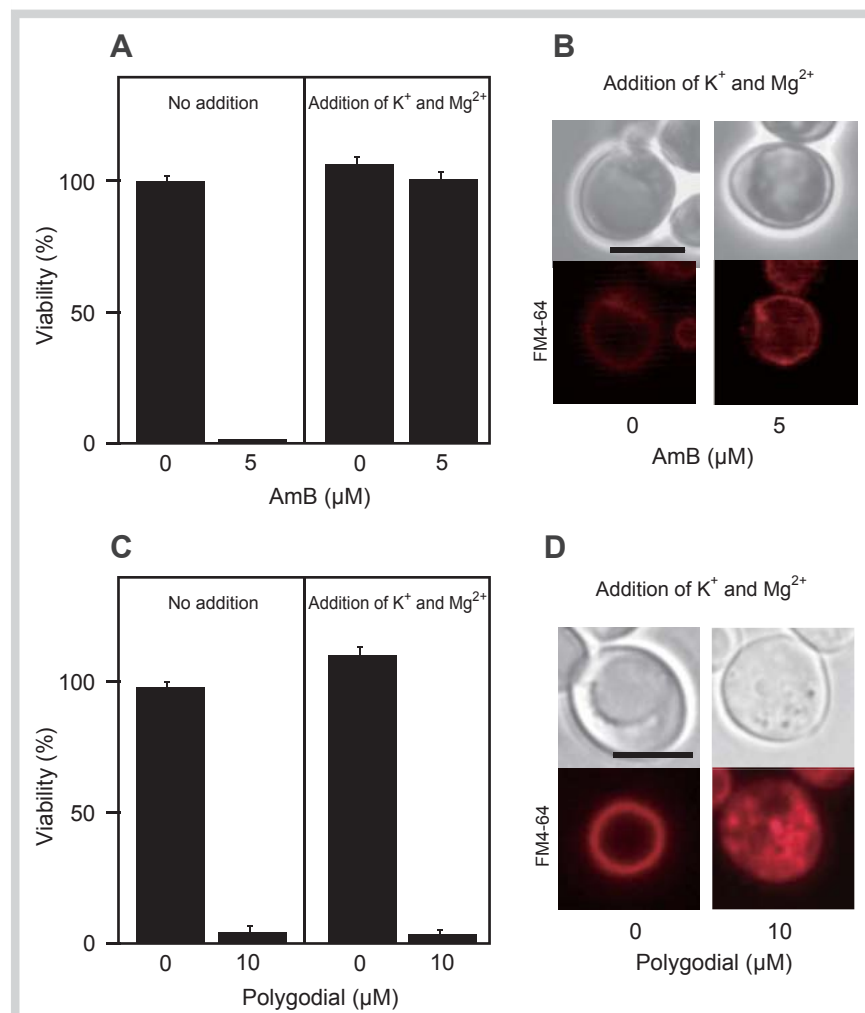 A
No addition
Addition of K⁺ and Mg²⁺
Viability (%)
100
50
0
0
5
0
5
AmB (µM)
B
Addition of K⁺ and Mg²⁺
FM4-64
0
5
AmB (µM)
C
No addition
Addition of K⁺ and Mg²⁺
Viability (%)
100
50
0
0
10
0
10
Polygodial (µM)
D
Addition of K⁺ and Mg²⁺
FM4-64
0
10
Polygodial (µM)